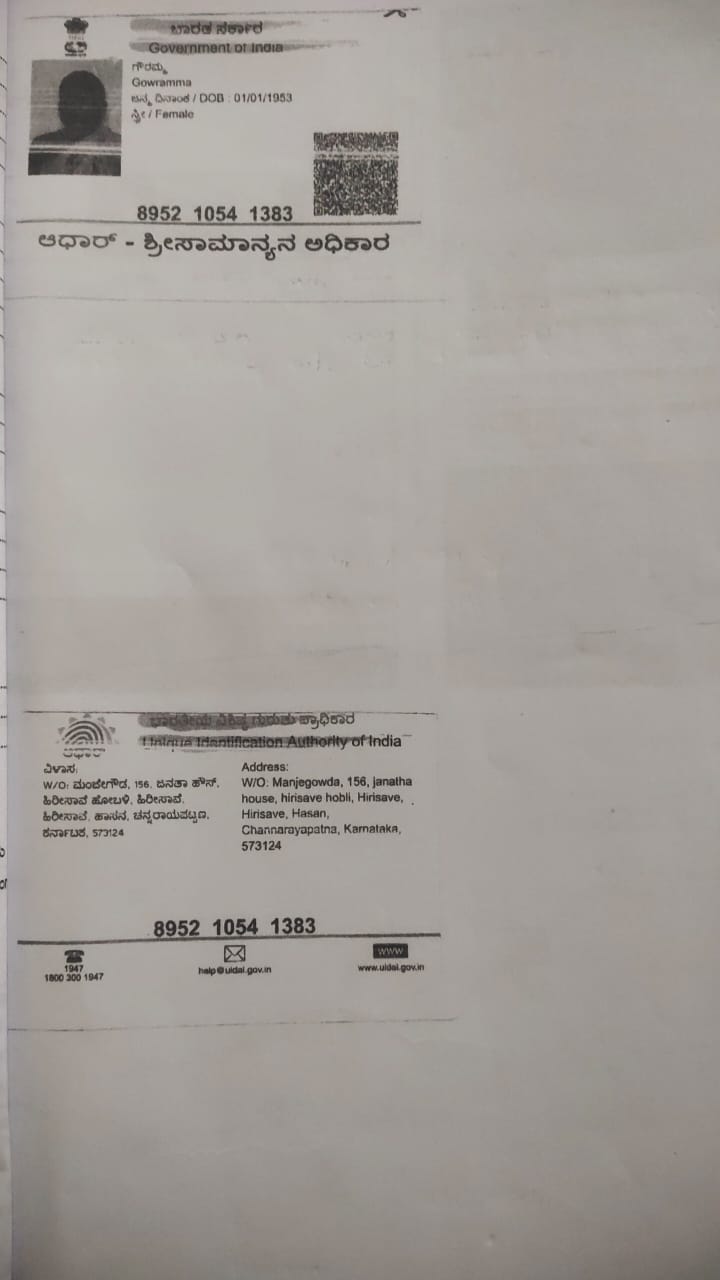 ಭಾರತ ಸರ್ಕಾರ
Government of India
ಗೌರಮ್ಮ
Gowramma
ಜನ್ಮ ದಿನಾಂಕ / DOB : 01/01/1953
ಸ್ತ್ರೀ / Female
8952 1054 1383
ಆಧಾರ್ - ಶ್ರೀಸಾಮಾನ್ಯನ ಅಧಿಕಾರ
ಭಾರತೀಯ ವಿಶಿಷ್ಟ ಗುರುತು ಪ್ರಾಧಿಕಾರ
Unique Identification Authority of India
ಆಧಾರ್
ವಿಳಾಸ:
W/O: ಮಂಜೇಗೌಡ, 156, ಜನತಾ ಹೌಸ್,
ಹಿರೀಸಾವೆ ಹೋಬಳಿ, ಹಿರೀಸಾವೆ,
ಹಿರೀಸಾವೆ, ಹಾಸನ, ಚನ್ನರಾಯಪಟ್ಟಣ,
ಕರ್ನಾಟಕ, 573124
Address:
W/O: Manjegowda, 156, janatha
house, hirisave hobli, Hirisave,
Hirisave, Hasan,
Channarayapatna, Karnataka,
573124
8952 1054 1383
1947
1800 300 1947
help@uidai.gov.in
www
www.uidai.gov.in